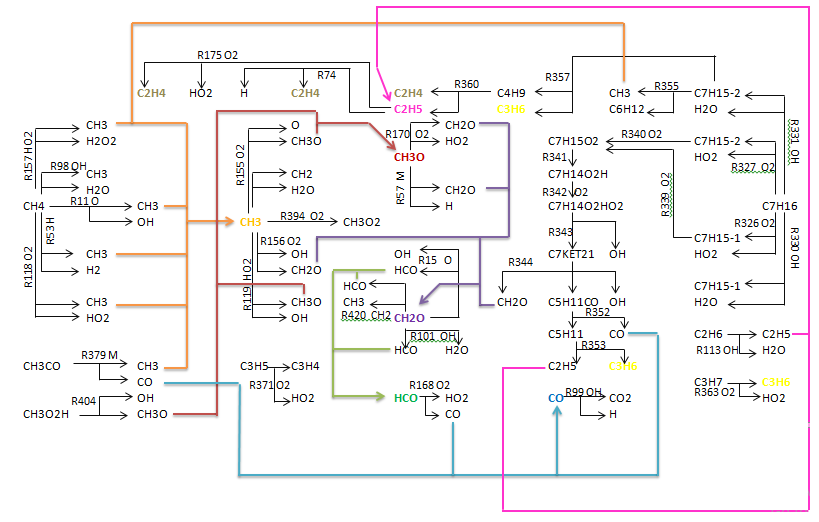 R175 O2
C2H4
HO2
R74
H
C2H4
C2H4
C2H5
R360
C4H9
C3H6
R357
CH3
C6H12
R355
C7H15-2
H2O
R331 OH
R157 HO2
CH3
H2O2
R98 OH
CH3
H2O
CH4
R11 O
CH3
OH
R53 H
CH3
H2
R118 O2
CH3
HO2
R155 O2
O
CH3O
CH2
H2O
CH3
R394 O2
CH3O2
R156 O2
OH
CH2O
R119 HO2
CH3O
OH
R170 O2
CH2O
HO2
CH3O
R57 M
CH2O
H
OH
R15 O
HCO
HCO
CH3
R420 CH2
CH2O
R101 OH
HCO
H2O
C7H15O2
R340 O2
C7H15-2
HO2
R327 O2
R341
C7H14O2H
R342 O2
C7H14O2HO2
R339 O2
C7H16
R343
R326 O2
C7H15-1
HO2
R330 OH
C7KET21
OH
R344
CH2O
C5H11CO
OH
C7H15-1
H2O
R352
C5H11
CO
R353
C2H5
C3H6
C2H6
R113 OH
C2H5
H2O
CH3CO
R379 M
CH3
CO
C3H5
C3H4
R371 O2
HO2
HCO
R168 O2
HO2
CO
CO
R99 OH
CO2
H
C3H7
R363 O2
C3H6
HO2
CH3O2H
R404
OH
CH3O